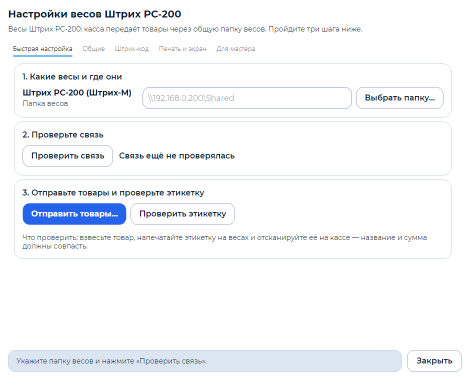 Настройки весов Штрих РС-200
Весы Штрих РС-200: касса передаёт товары через общую папку весов. Пройдите три шага ниже.
Быстрая настройка Общие Штрих-код Печать и экран Для мастера
1. Какие весы и где они
Штрих РС-200 (Штрих-М)
Папка весов
\\192.168.0.200\Shared
Выбрать папку...
2. Проверьте связь
Проверить связь Связь ещё не проверялась
3. Отправьте товары и проверьте этикетку
Отправить товары... Проверить этикетку
Что проверить: взвесьте товар, напечатайте этикетку на весах и отсканируйте её на кассе — название и сумма
должны совпасть.
Укажите папку весов и нажмите «Проверить связь».
Закрыть